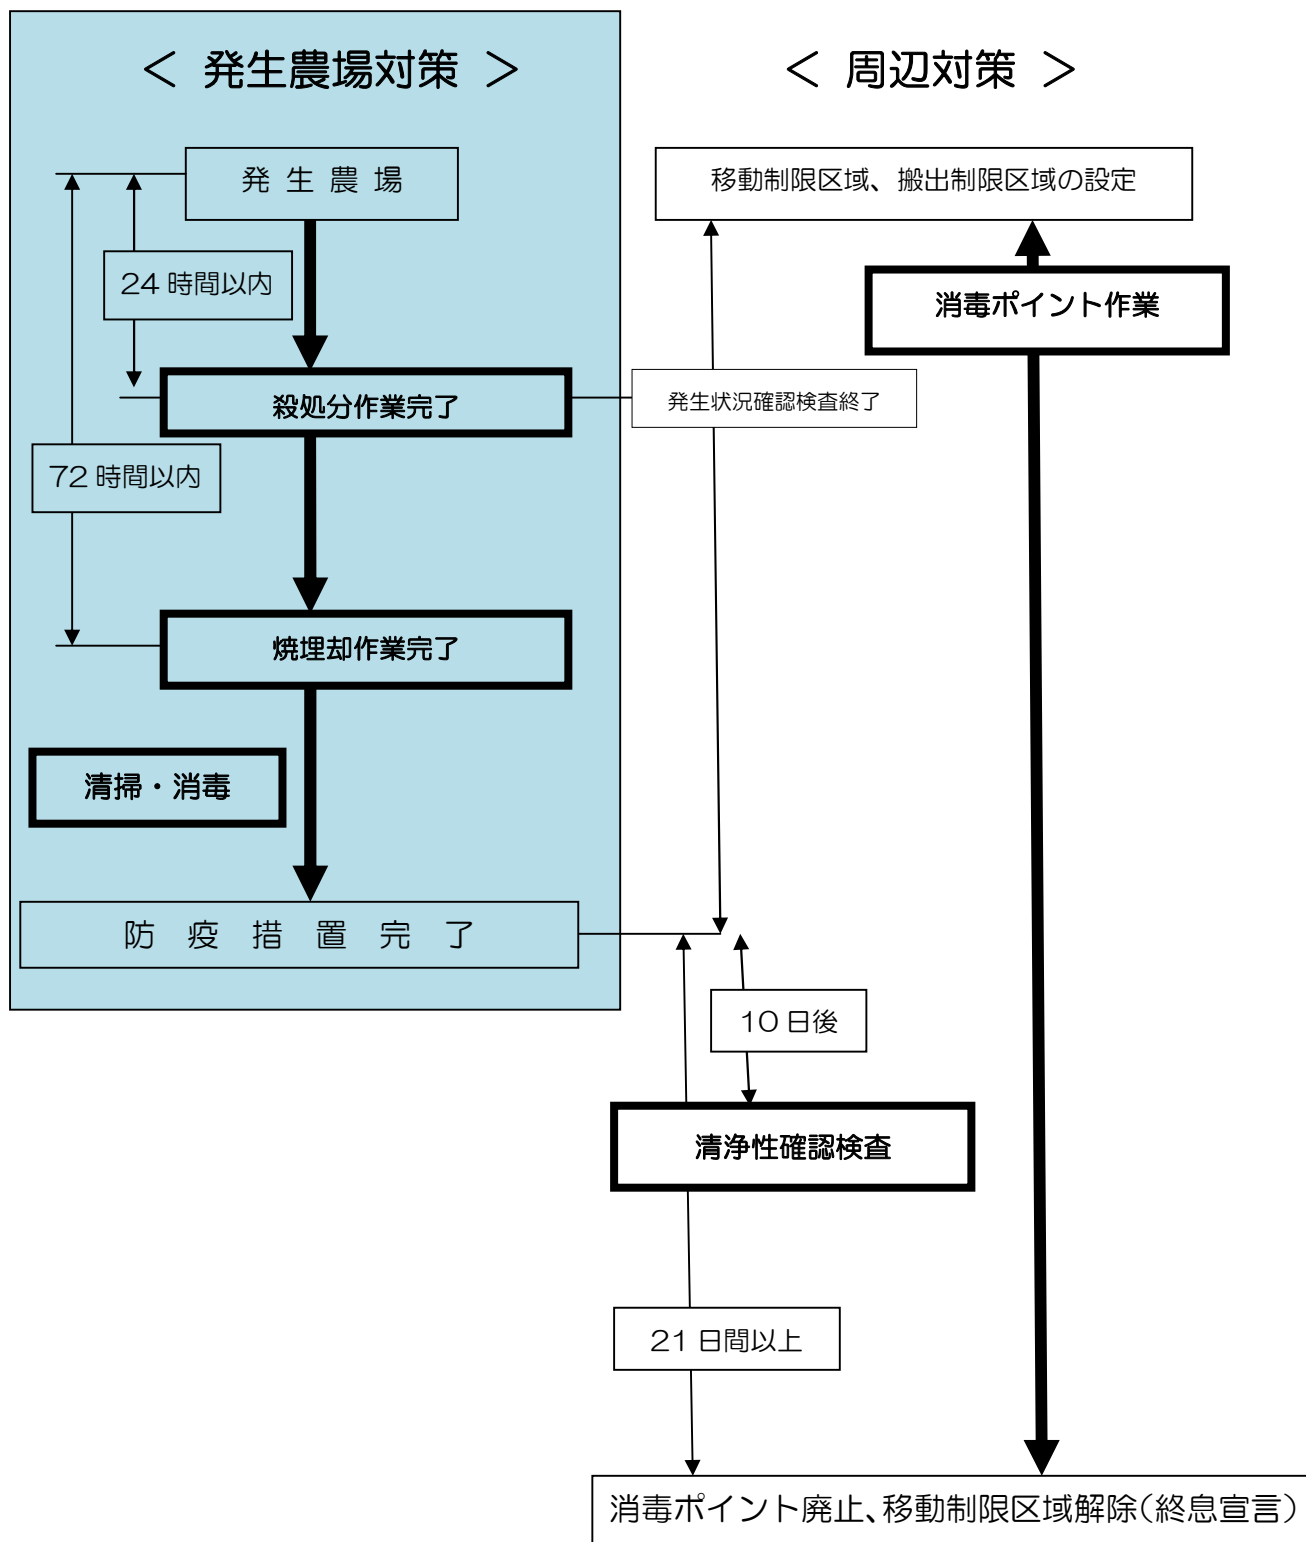 ＜ 発生農場対策 ＞
＜ 周辺対策 ＞
発 生 農 場
移動制限区域、搬出制限区域の設定
24 時間以内
消毒ポイント作業
殺処分作業完了
発生状況確認検査終了
72 時間以内
焼埋却作業完了
清掃・消毒
防 疫 措 置 完 了
10 日後
清浄性確認検査
21 日間以上
消毒ポイント廃止、移動制限区域解除（終息宣言）